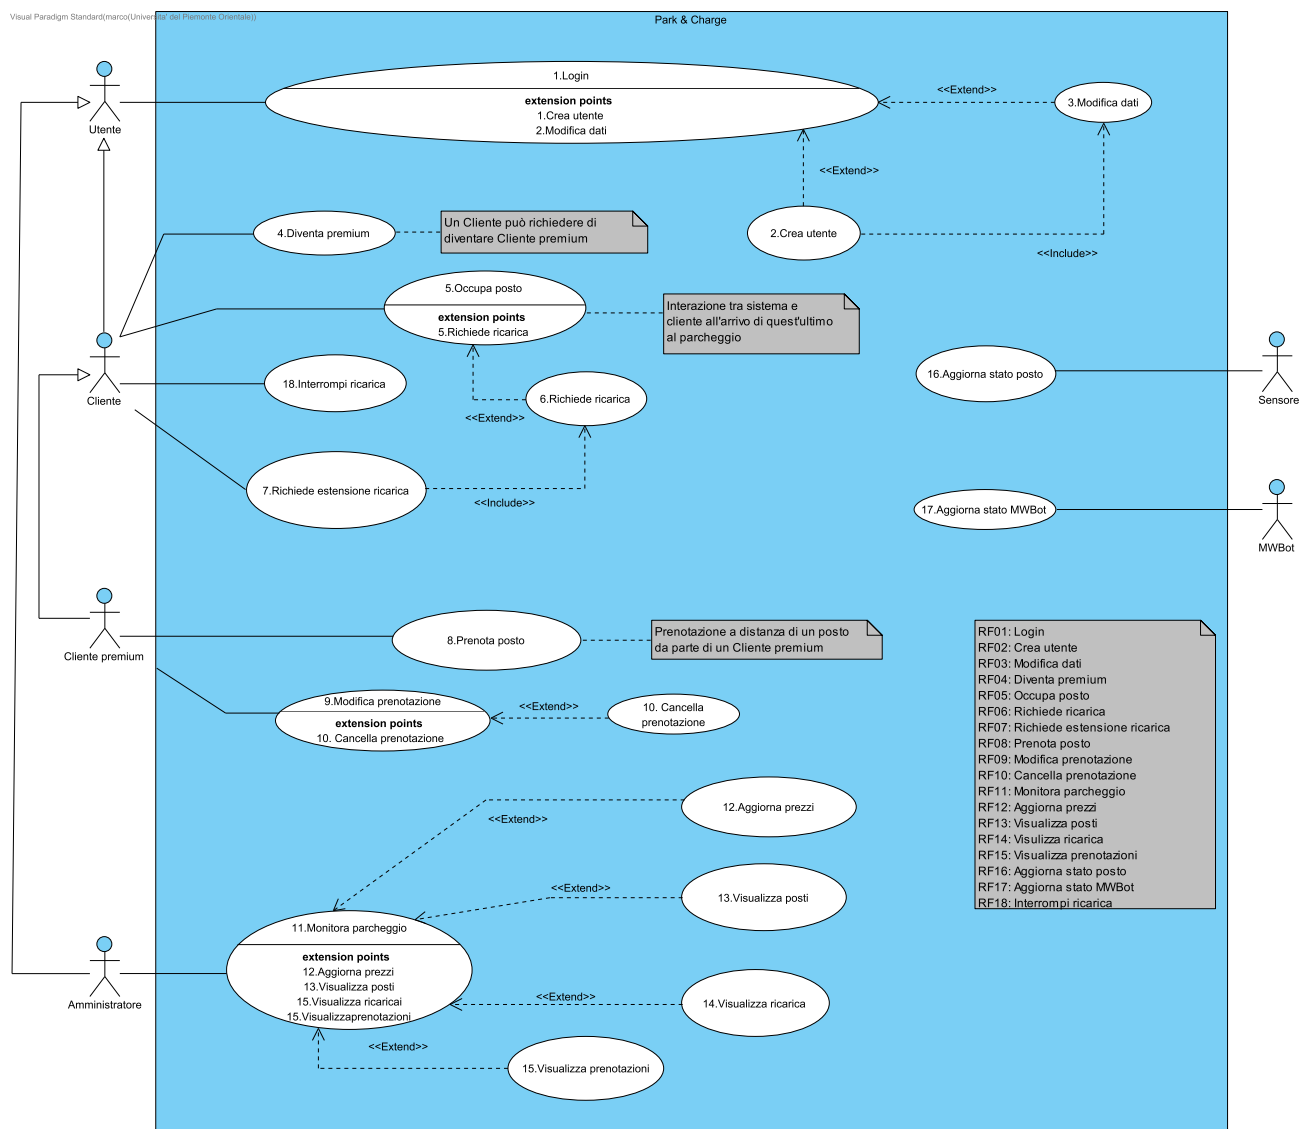 Visual Paradigm Standard(marco(Universita' del Piemonte Orientale))
Park & Charge
1.Login
extension points
1.Crea utente
2.Modifica dati
<<Extend>>
3.Modifica dati
Utente
<<Extend>>
4.Diventa premium
Un Cliente può richiedere di
diventare Cliente premium
2.Crea utente
<<Include>>
5.Occupa posto
extension points
5.Richiede ricarica
Interazione tra sistema e
cliente all'arrivo di quest'ultimo
al parcheggio
18.Interrompi ricarica
6.Richiede ricarica
<<Extend>>
16.Aggiorna stato posto
Cliente
Sensore
7.Richiede estensione ricarica
<<Include>>
17.Aggiorna stato MWBot
MWBot
8.Prenota posto
Prenotazione a distanza di un posto
da parte di un Cliente premium
Cliente premium
9.Modifica prenotazione
extension points
10. Cancella prenotazione
<<Extend>>
10. Cancella
prenotazione
RF01: Login
RF02: Crea utente
RF03: Modifica dati
RF04: Diventa premium
RF05: Occupa posto
RF06: Richiede ricarica
RF07: Richiede estensione ricarica
RF08: Prenota posto
RF09: Modifica prenotazione
RF10: Cancella prenotazione
RF11: Monitora parcheggio
RF12: Aggiorna prezzi
RF13: Visualizza posti
RF14: Visulizza ricarica
RF15: Visualizza prenotazioni
RF16: Aggiorna stato posto
RF17: Aggiorna stato MWBot
RF18: Interrompi ricarica
12.Aggiorna prezzi
<<Extend>>
13.Visualizza posti
<<Extend>>
11.Monitora parcheggio
extension points
12.Aggiorna prezzi
13.Visualizza posti
15.Visualizza ricaricai
15.Visualizzaprenotazioni
Amministratore
<<Extend>>
14.Visualizza ricarica
<<Extend>>
15.Visualizza prenotazioni